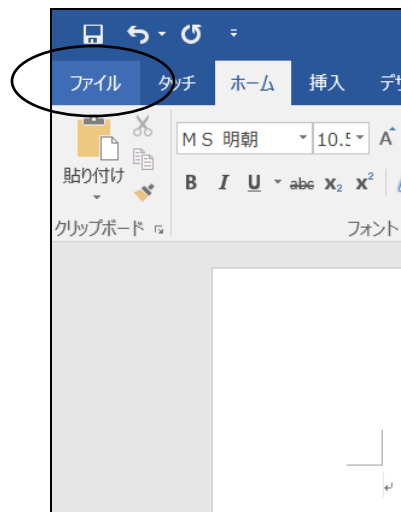 ファイル タッチ ホーム 挿入 デザ
MS 明朝 10.5 A
貼り付け
B I U abc X₂ X²
クリップボード フォント